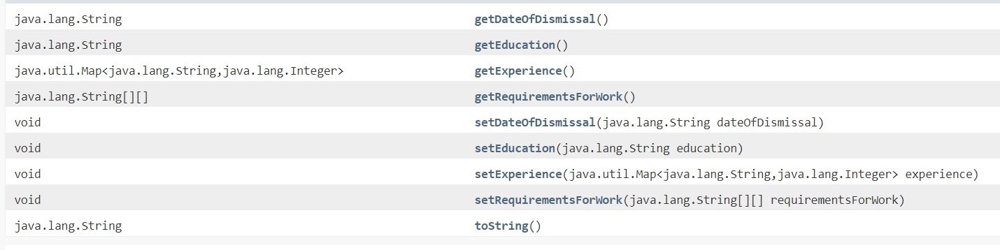 java.lang.String getDateOfDismissal()
java.lang.String getEducation()
java.util.Map<java.lang.String,java.lang.Integer> getExperience()
java.lang.String[][] getRequirementsForWork()
void setDateOfDismissal(java.lang.String dateOfDismissal)
void setEducation(java.lang.String education)
void setExperience(java.util.Map<java.lang.String,java.lang.Integer> experience)
void setRequirementsForWork(java.lang.String[][] requirementsForWork)
java.lang.String toString()